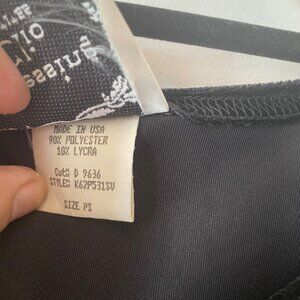 MADE IN USA
90% POLYESTER
10% LYCRA
Cut# D 9636
STYLE# K62P531SV
SIZE PS